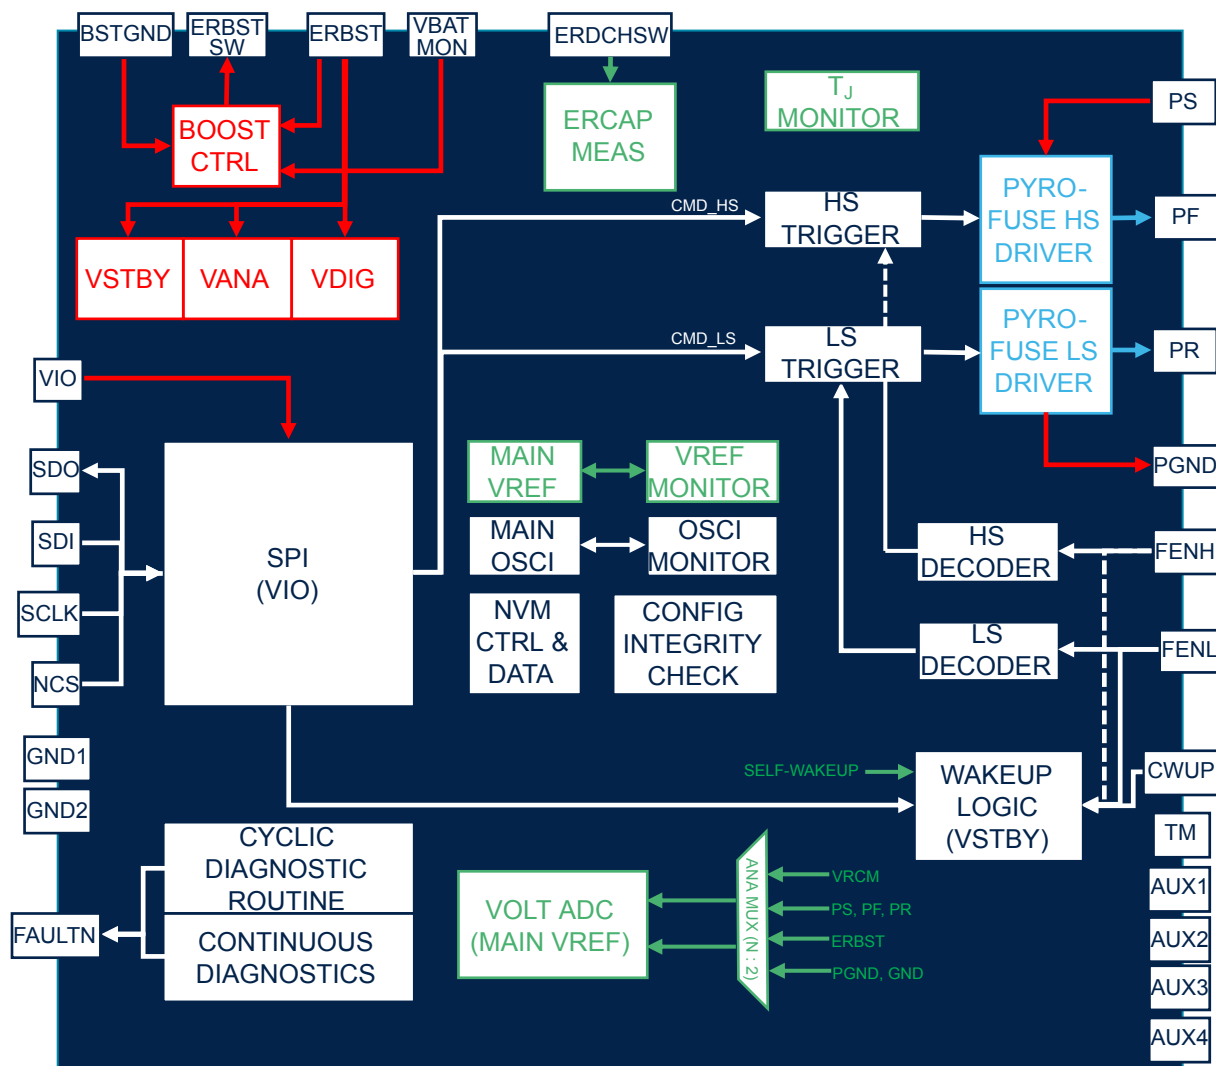 BSTGND
ERBST
SW
ERBST
VBAT
MON
ERDCHSW
BOOST
CTRL
ERCAP
MEAS
TJ
MONITOR
PS
PYRO-
FUSE HS
DRIVER
PF
CMD_HS
HS
TRIGGER
VSTBY
VANA
VDIG
CMD_LS
LS
TRIGGER
PYRO-
FUSE LS
DRIVER
PR
VIO
SDO
SDI
SCLK
NCS
SPI
(VIO)
MAIN
VREF
VREF
MONITOR
PGND
MAIN
OSCI
OSCI
MONITOR
HS
DECODER
FENH
NVM
CTRL &
DATA
CONFIG
INTEGRITY
CHECK
LS
DECODER
FENL
GND1
GND2
SELF-WAKEUP
WAKEUP
LOGIC
(VSTBY)
CWUP
TM
CYCLIC
DIAGNOSTIC
ROUTINE
CONTINUOUS
DIAGNOSTICS
FAULTN
VOLT ADC
(MAIN VREF)
ANA MUX (N : 2)
VRCM
PS, PF, PR
ERBST
PGND, GND
AUX1
AUX2
AUX3
AUX4